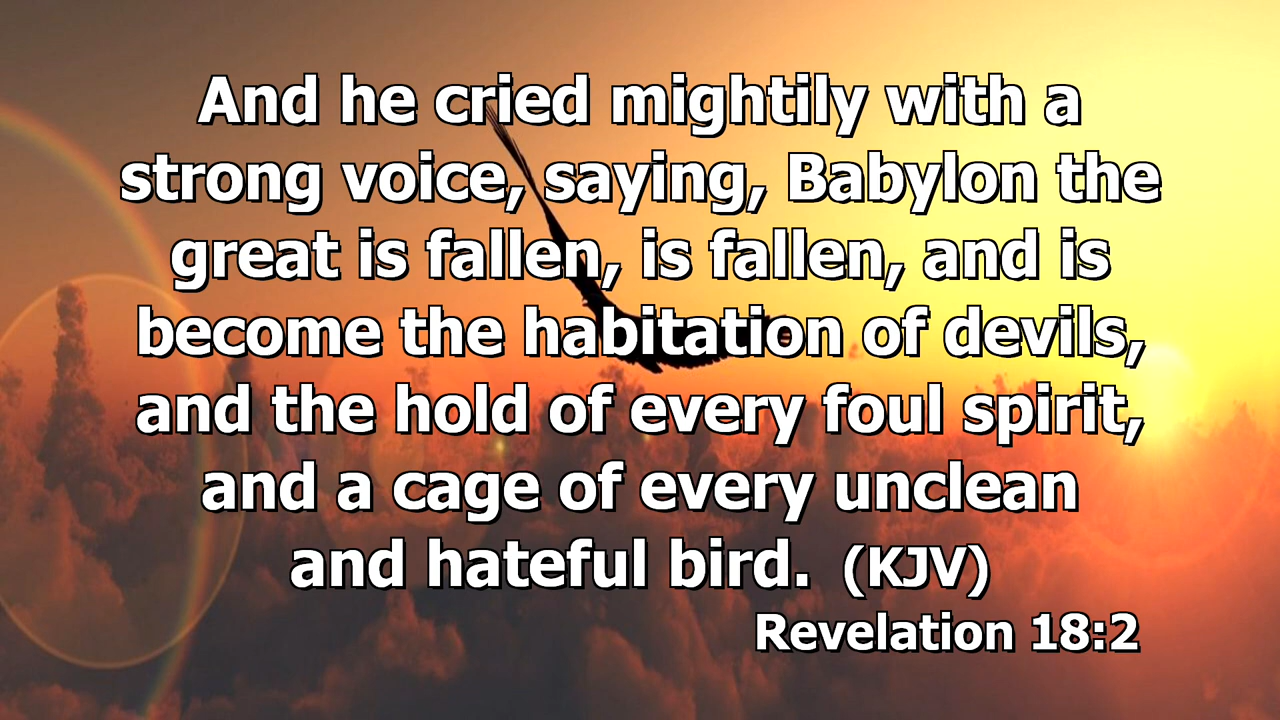 And he cried mightily with a
strong voice, saying, Babylon the
great is fallen, is fallen, and is
become the habitation of devils,
and the hold of every foul spirit,
and a cage of every unclean
and hateful bird. (KJV)
Revelation 18:2